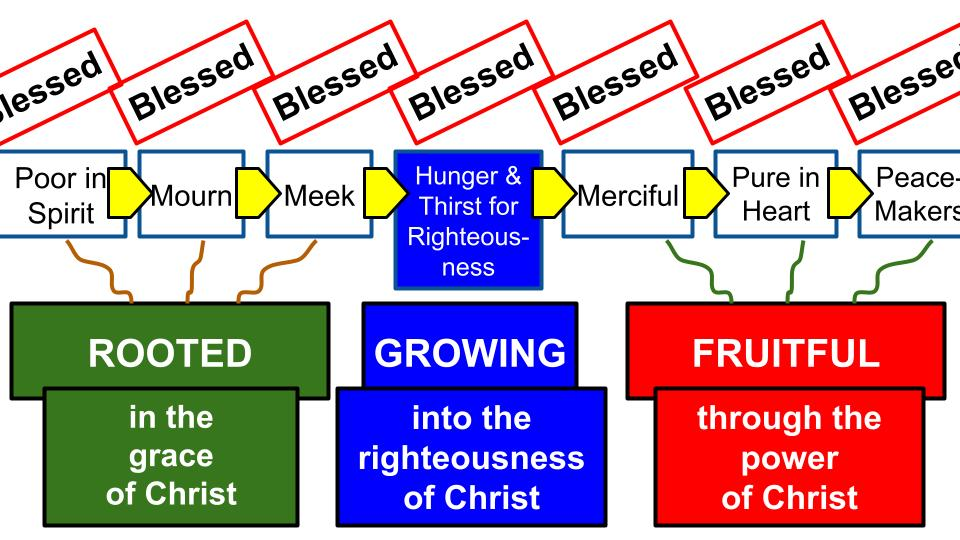 Blessed
Blessed
Blessed
Blessed
Blessed
Blessed
Blessed
Poor in
Spirit
Mourn
Meek
Hunger &
Thirst for
Righteous-
ness
Merciful
Pure in
Heart
Peace-
Makers
ROOTED
in the
grace
of Christ
GROWING
into the
righteousness
of Christ
FRUITFUL
through the
power
of Christ